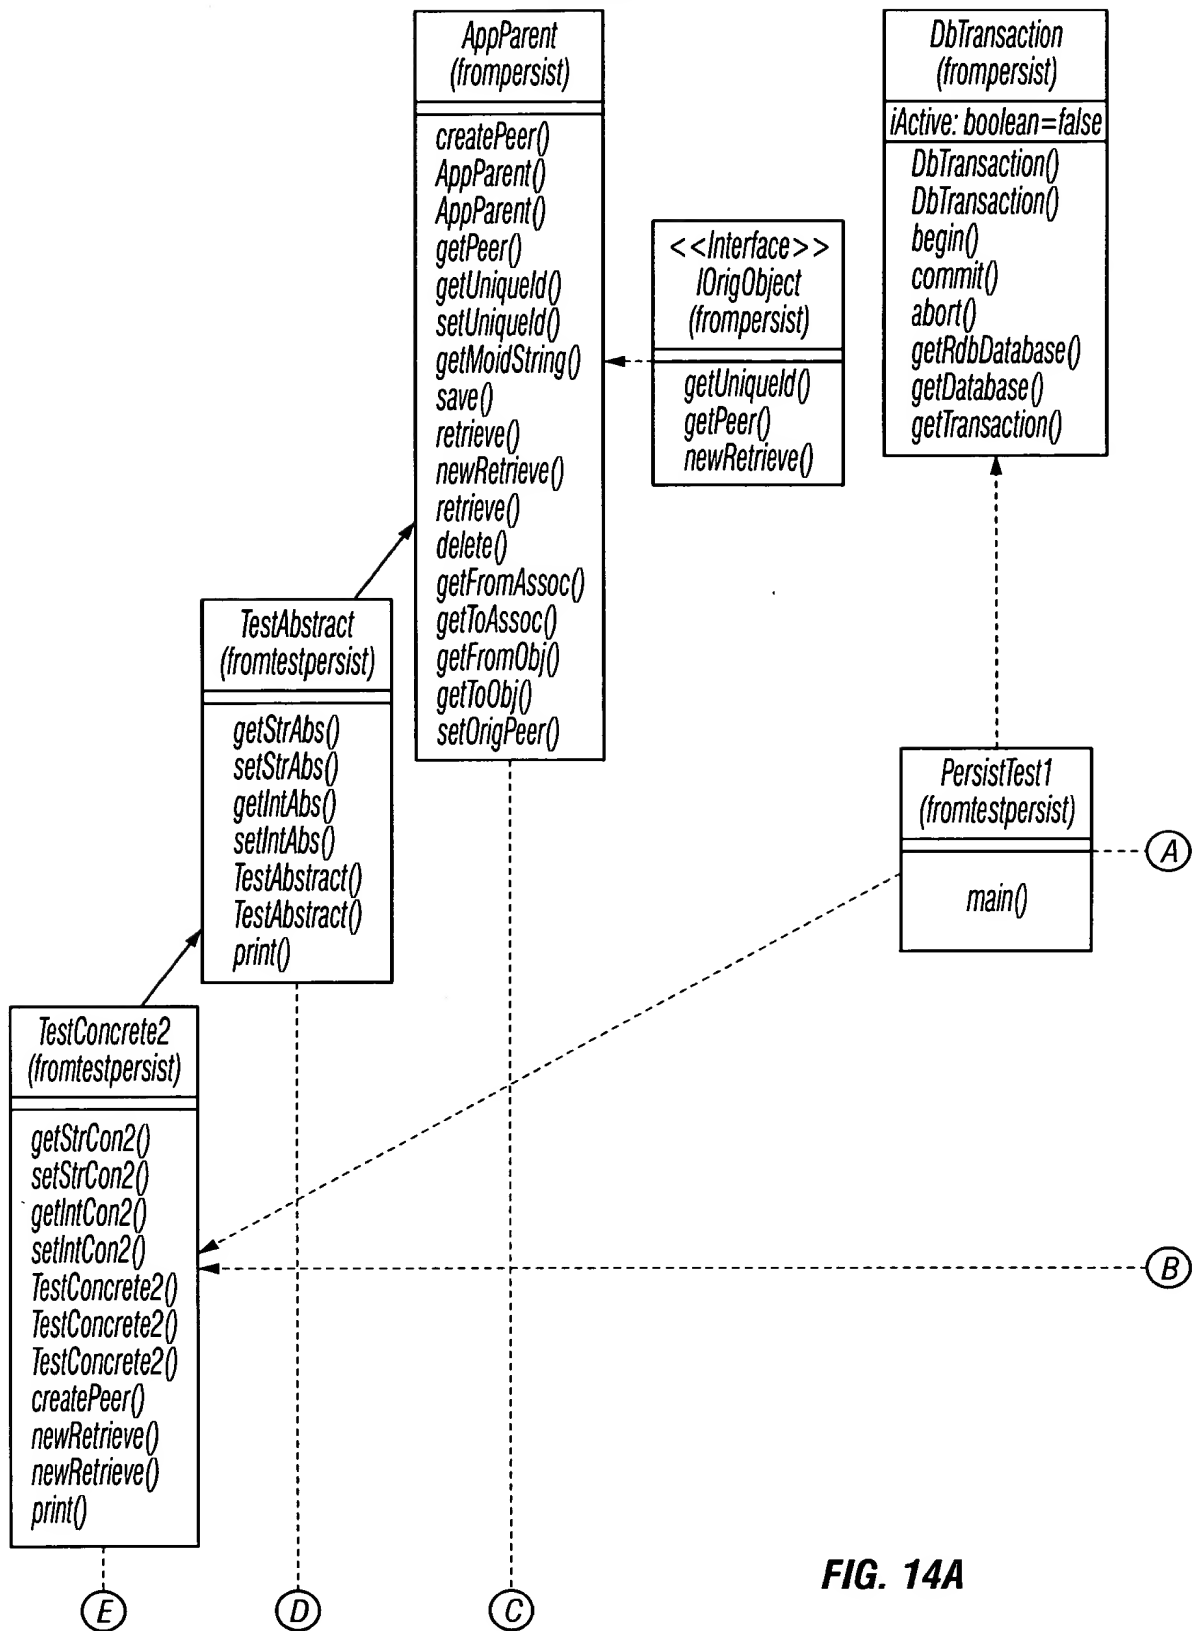 AppParent
(frompersist)
createPeer()
AppParent()
AppParent()
getPeer()
getUniqueId()
setUniqueId()
getMoidString()
save()
retrieve()
newRetrieve()
retrieve()
delete()
getFromAssoc()
getToAssoc()
getFromObj()
getToObj()
setOrigPeer()
<<Interface>>
IOrigObject
(frompersist)
getUniqueId()
getPeer()
newRetrieve()
DbTransaction
(frompersist)
iActive: boolean=false
DbTransaction()
DbTransaction()
begin()
commit()
abort()
getRdbDatabase()
getDatabase()
getTransaction()
TestAbstract
(fromtestpersist)
getStrAbs()
setStrAbs()
getIntAbs()
setIntAbs()
TestAbstract()
TestAbstract()
print()
PersistTest1
(fromtestpersist)
main()
A
TestConcrete2
(fromtestpersist)
getStrCon2()
setStrCon2()
getIntCon2()
setIntCon2()
TestConcrete2()
TestConcrete2()
TestConcrete2()
createPeer()
newRetrieve()
newRetrieve()
print()
B
E
D
C
FIG. 14A